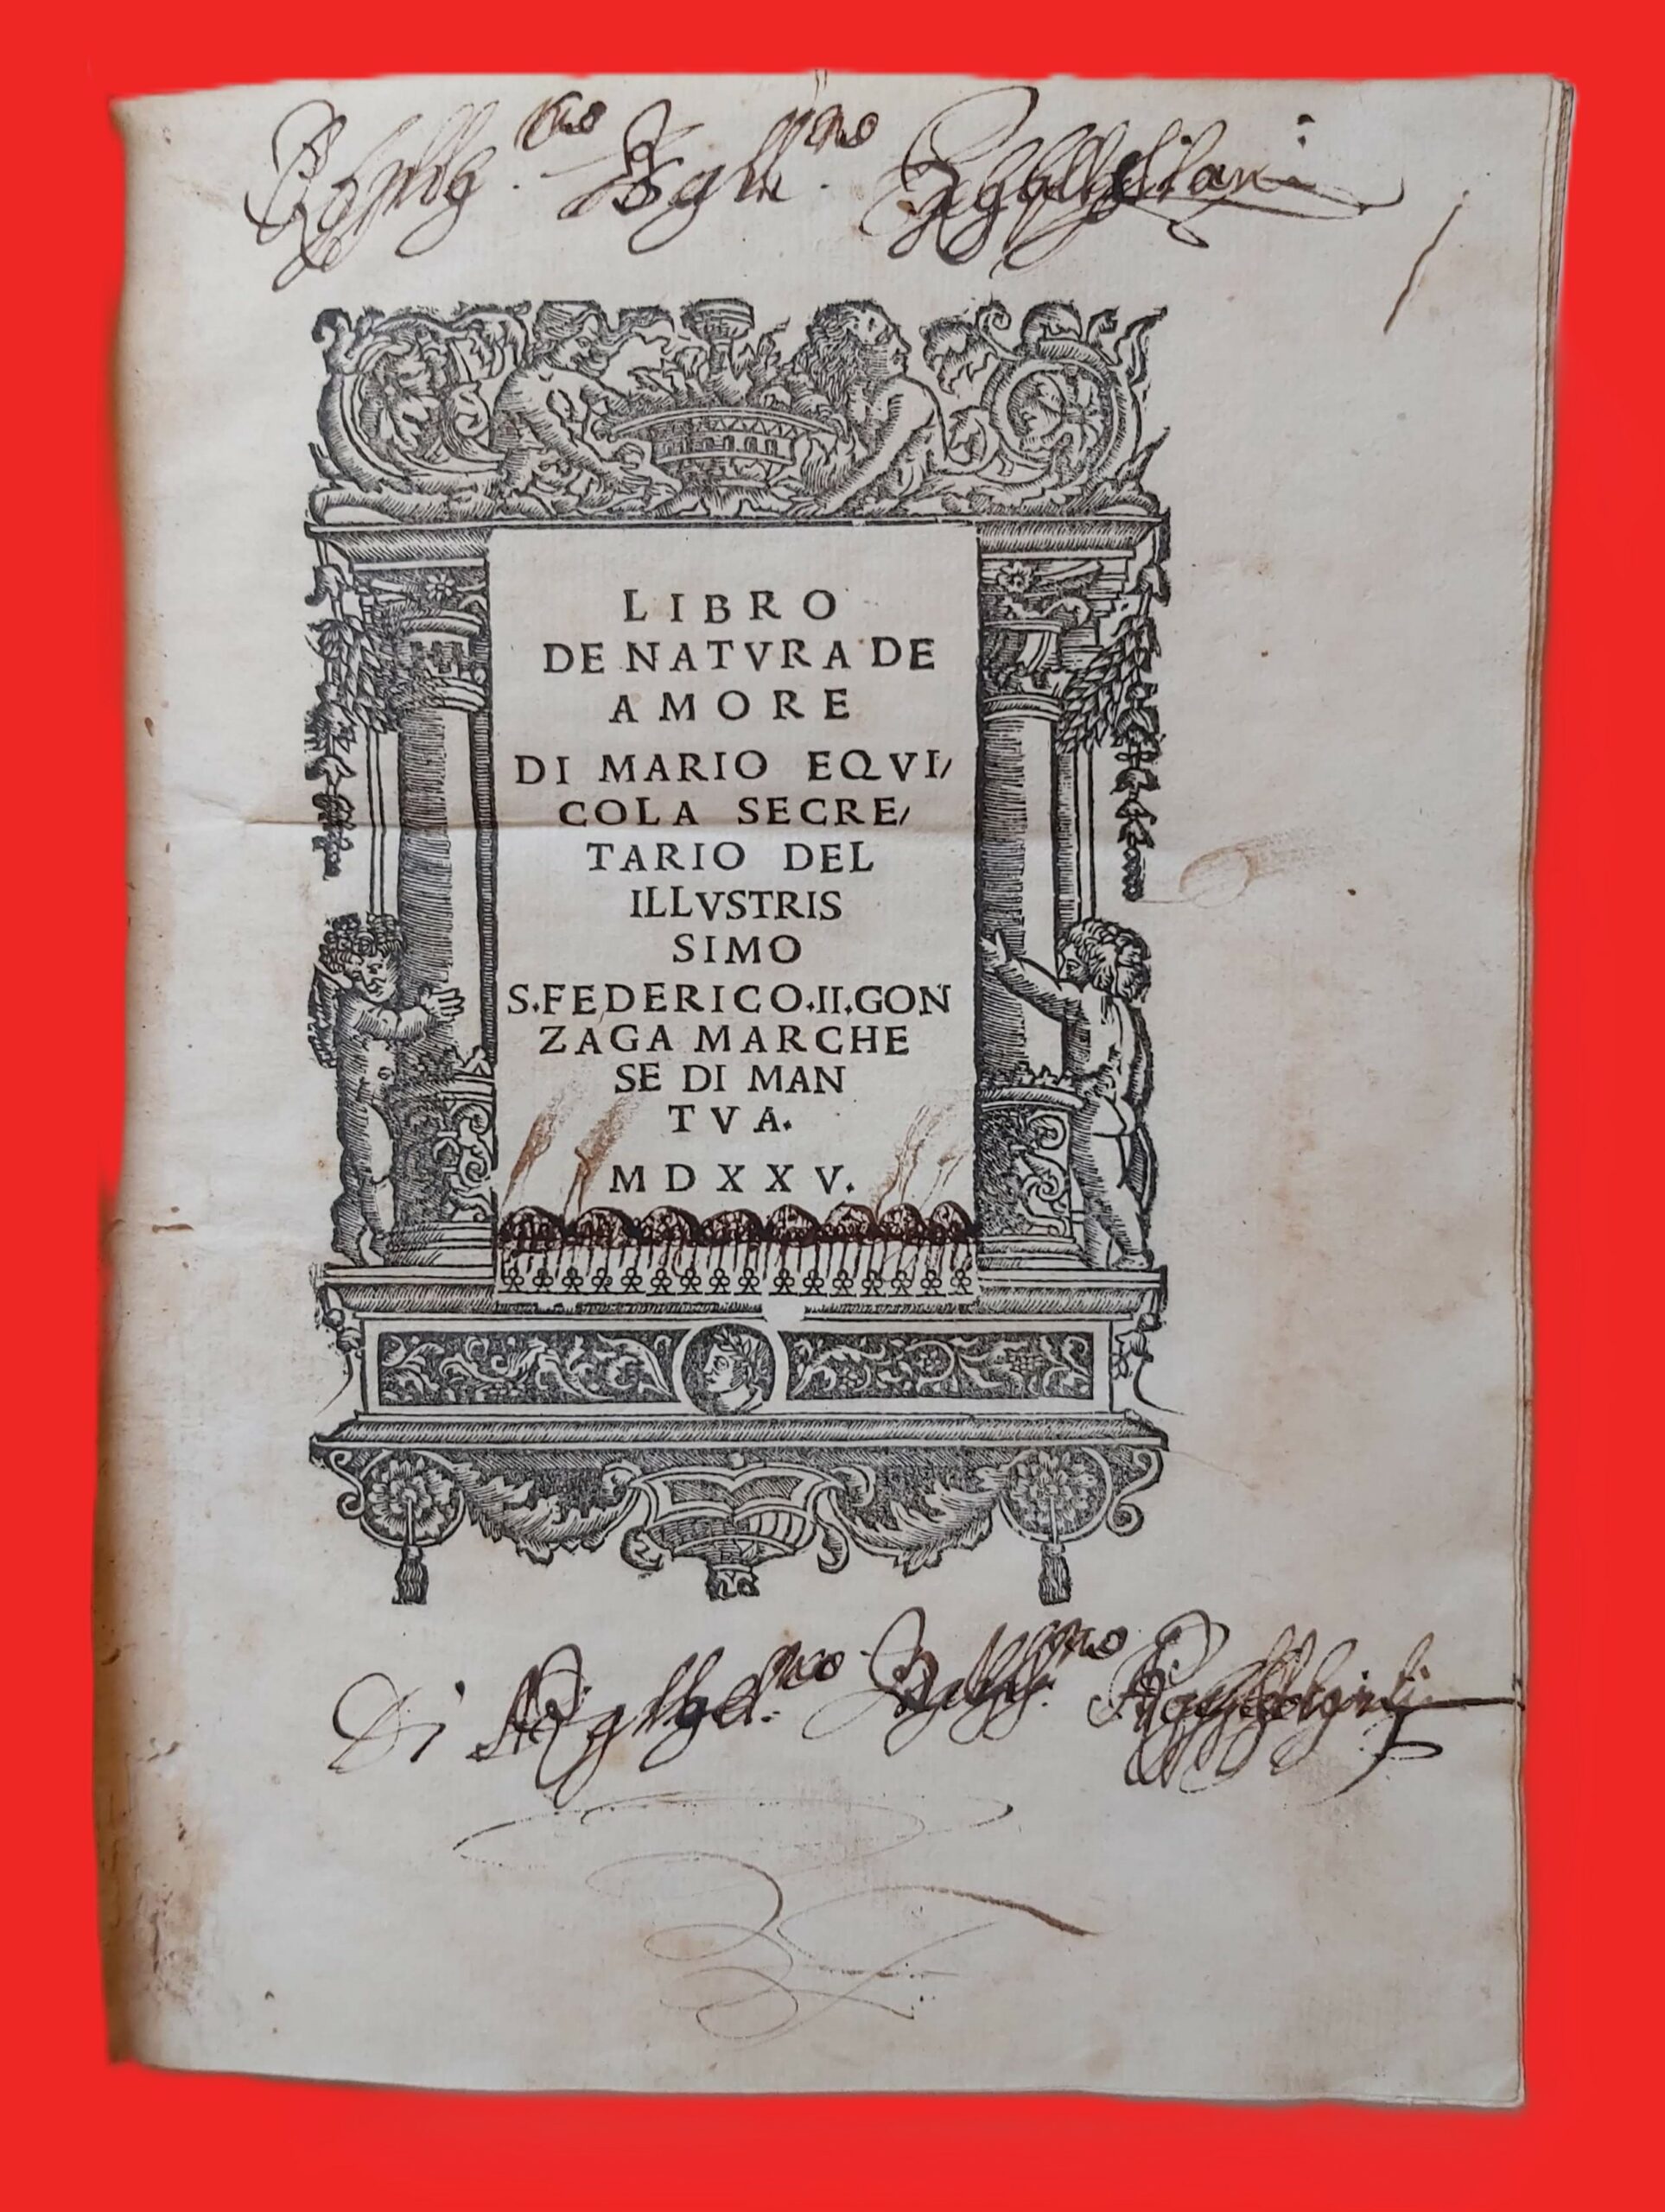 LIBRO
DE NATVRA DE
AMORE
DI MARIO EQVI/
COLA SECRE/
TARIO DEL
ILLVSTRIS
SIMO
S.FEDERICO.II.GON
ZAGA MARCHE
SE DI MAN
TVA.
MDXXV.
Di